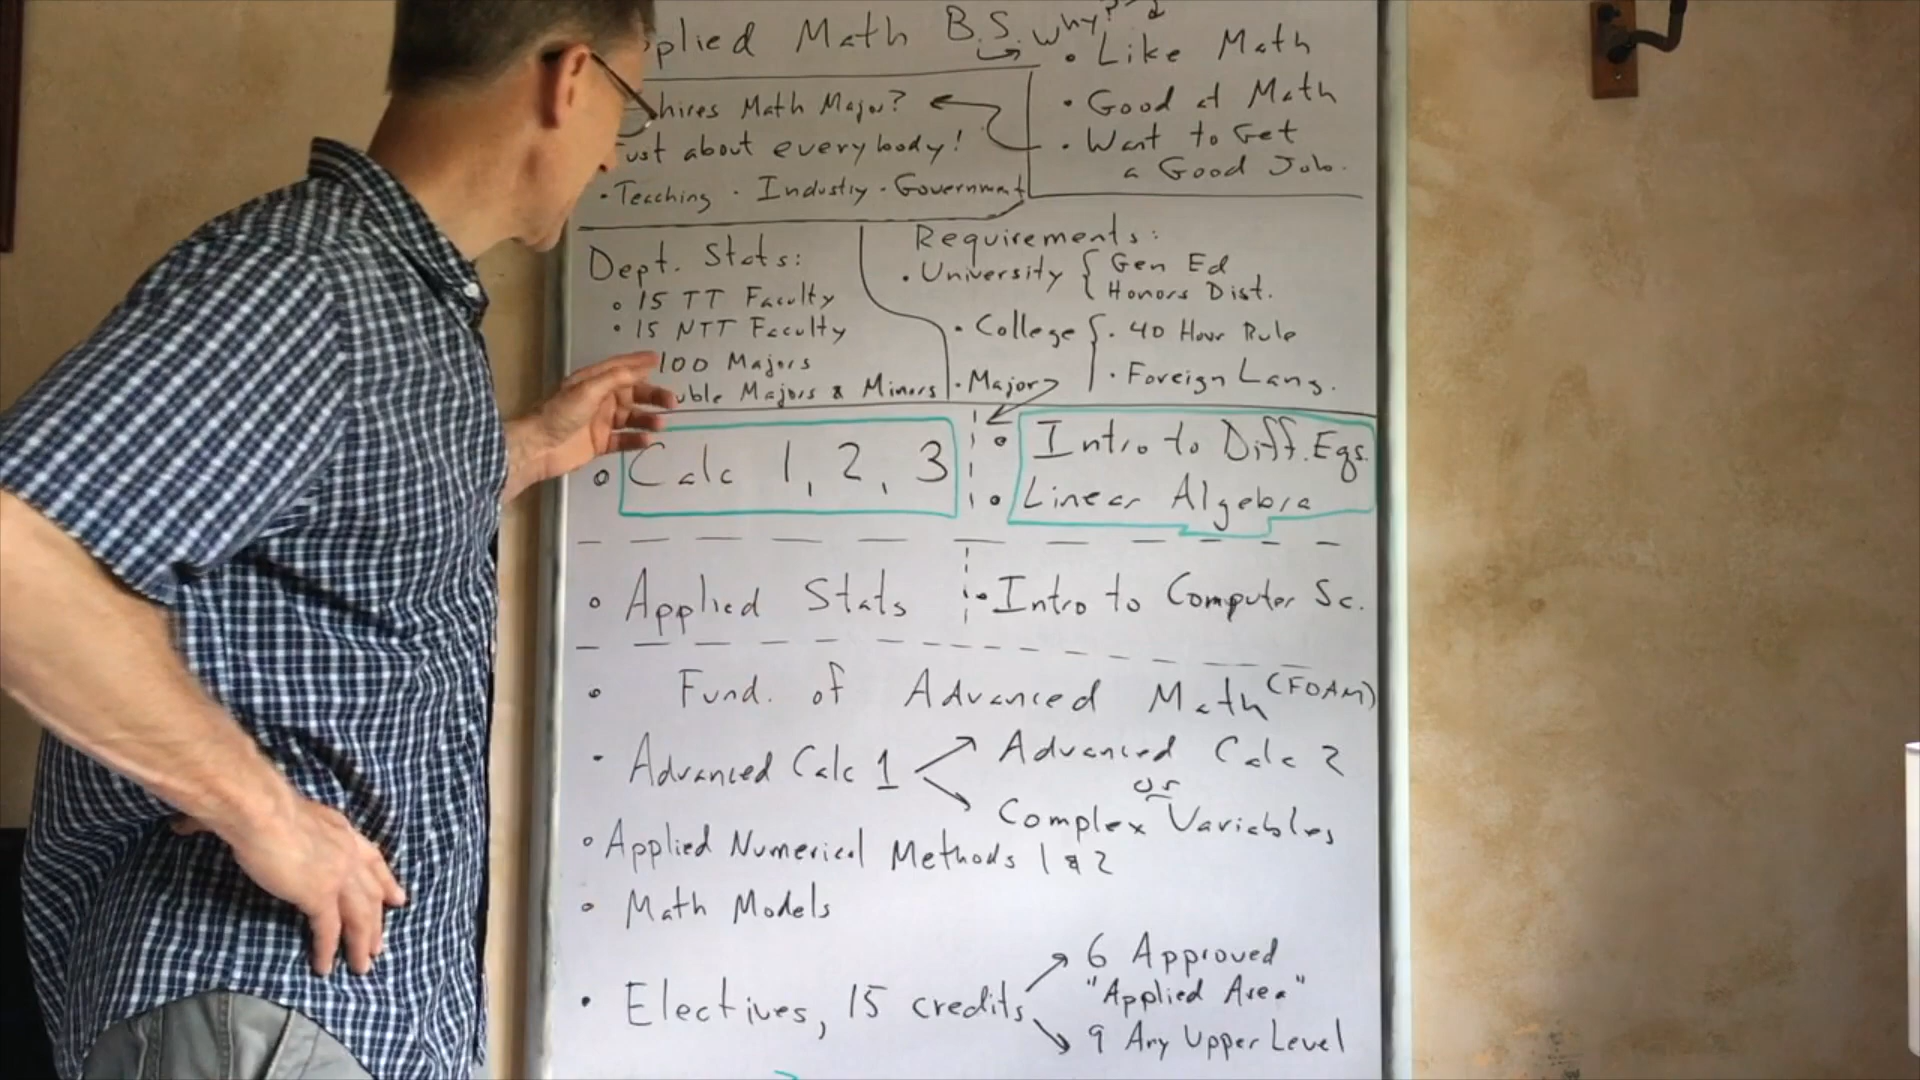 Math B.S. why?
• Like Math
• Good at Math
• Want to Get
a Good Job.
hires Math Major?
about everybody!
• Teaching • Industry • Government
Dept. Stats:
• 15 TT Faculty
• 15 NTT Faculty
100 Majors
Majors & Minors
Requirements:
• University { Gen Ed
Honors Dist.
• College { • 40 Hour Rule
• Foreign Lang.
• Major
• Calc 1, 2, 3
• Intro to Diff. Eqs.
• Linear Algebra
• Applied Stats
• Intro to Computer Sc.
• Fund. of Advanced Math (FOAM)
• Advanced Calc 1
Advanced Calc 2
or
Complex Variables
• Applied Numerical Methods 1 & 2
• Math Models
• Electives, 15 credits
6 Approved
"Applied Area"
9 Any Upper Level